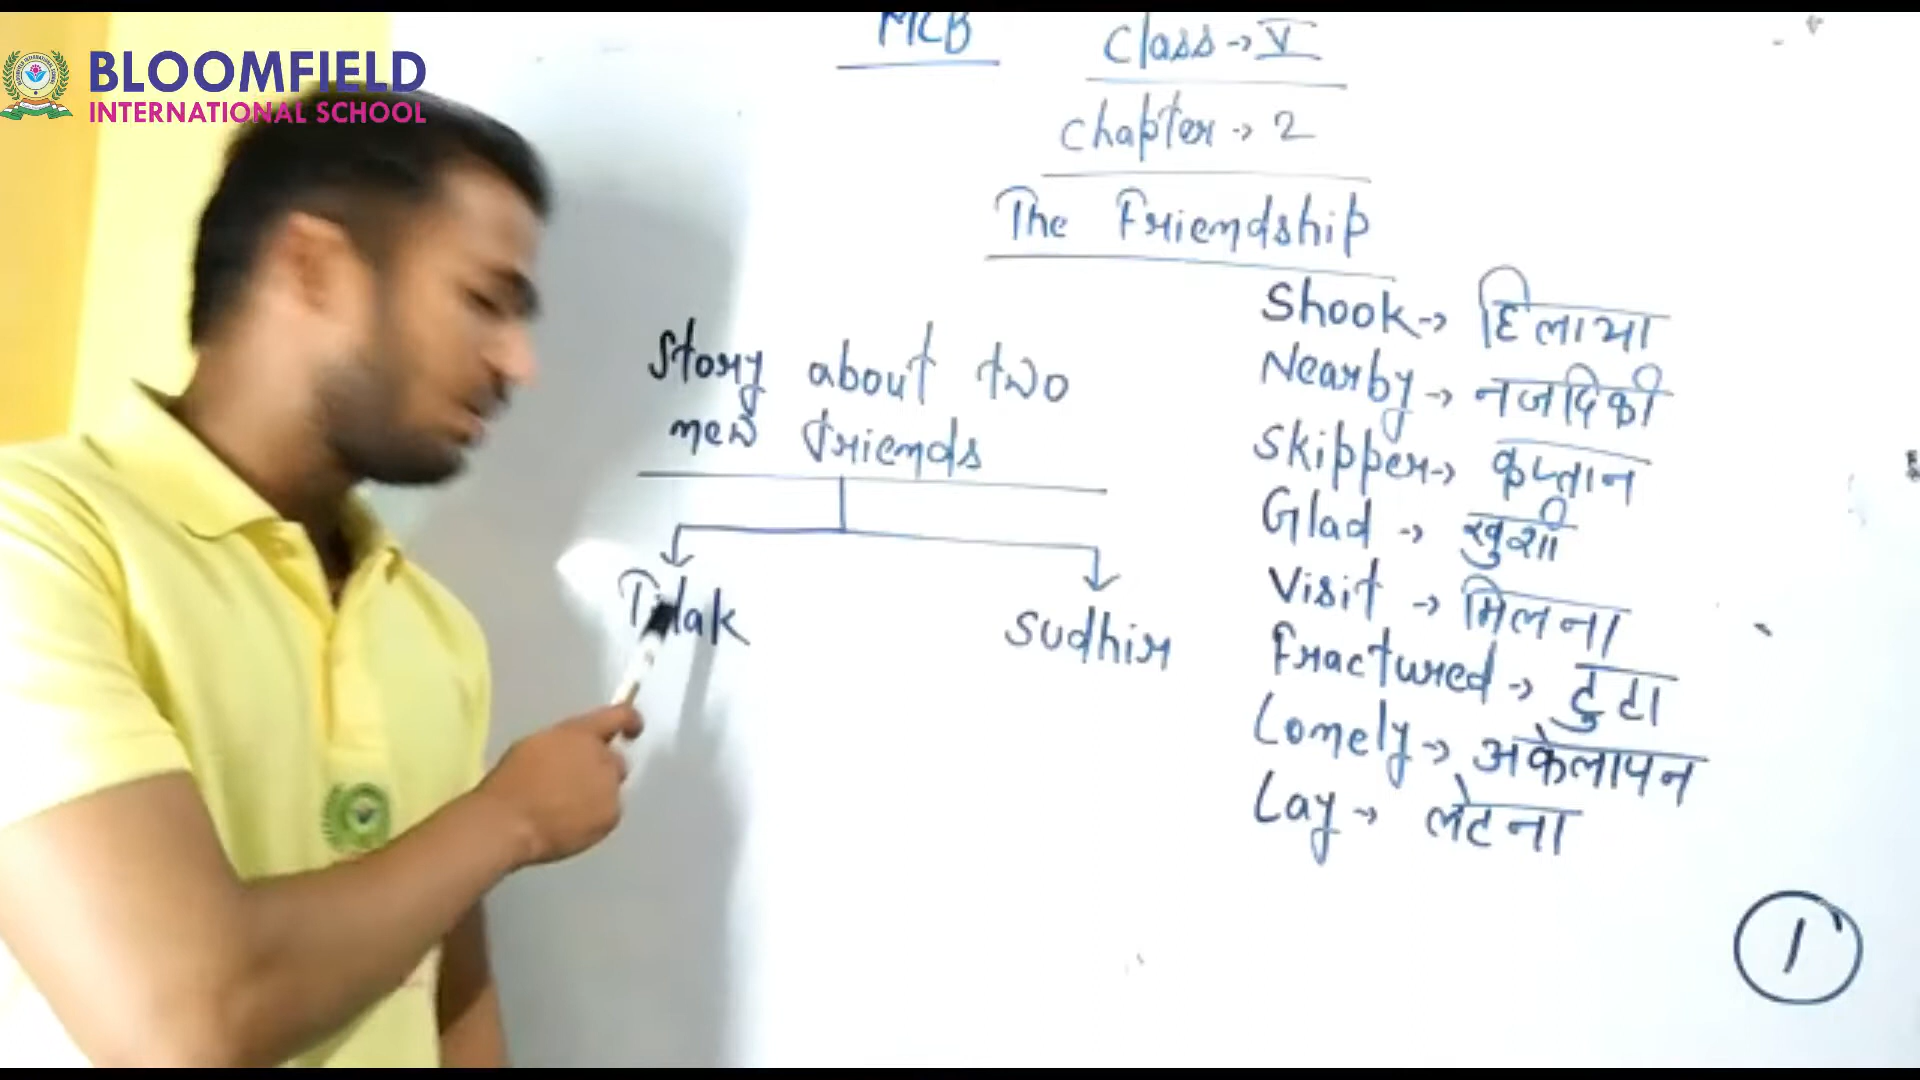 BLOOMFIELD
INTERNATIONAL SCHOOL
MCB
Class → V
Chapter → 2
The Friendship
Story about two
new friends
Tilak
Sudhir
Shook → हिलाया
Nearby → नजदिकी
Skipper → कप्तान
Glad → खुशी
Visit → मिलना
Fractured → टुटा
Lonely → अकेलापन
Lay → लेटना
1